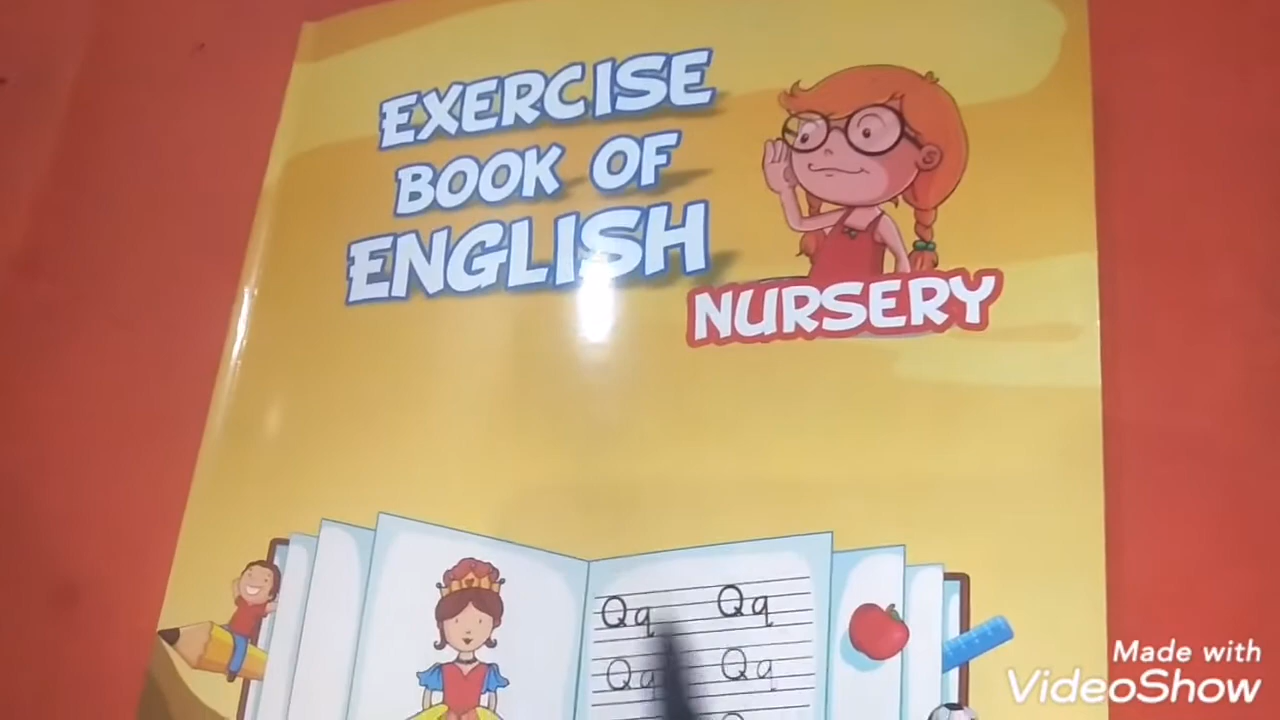 EXERCISE
BOOK OF
ENGLISH
NURSERY
Qq Qq
Qq Qq
Made with
VideoShow